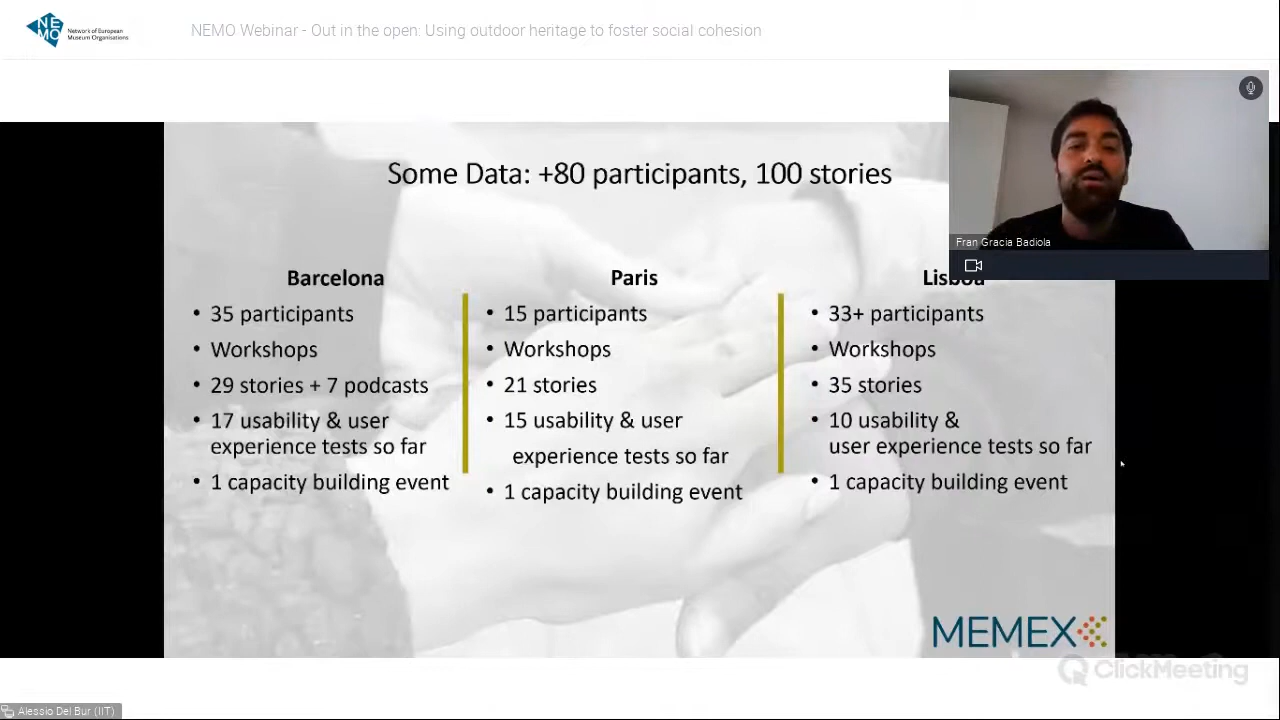 NEMO
Network of European
Museum Organisations
NEMO Webinar - Out in the open: Using outdoor heritage to foster social cohesion
Fran Gracia Badiola
Some Data: +80 participants, 100 stories
Barcelona
• 35 participants
• Workshops
• 29 stories + 7 podcasts
• 17 usability & user
experience tests so far
• 1 capacity building event
Paris
• 15 participants
• Workshops
• 21 stories
• 15 usability & user
experience tests so far
• 1 capacity building event
Lisboa
• 33+ participants
• Workshops
• 35 stories
• 10 usability &
user experience tests so far
• 1 capacity building event
MEMEX
ClickMeeting
Alessio Del Bur (IIT)